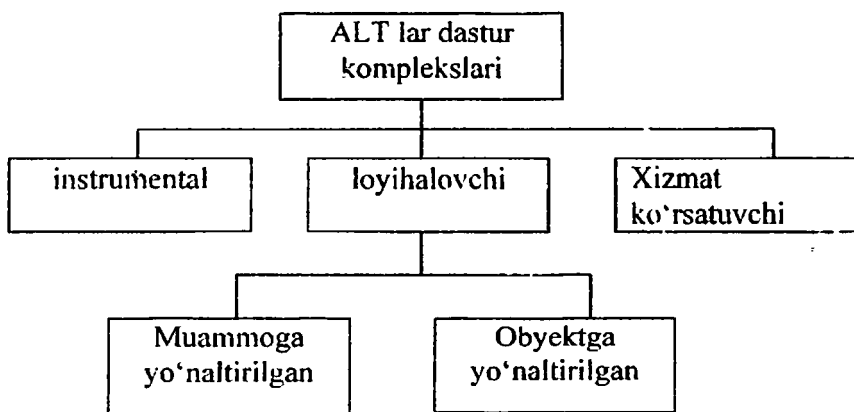 ALT lar dastur
komplekslari
instrumental
loyihalovchi
Xizmat
ko‘rsatuvchi
Muammoga
yo‘naltirilgan
Obyektga
yo‘naltirilgan